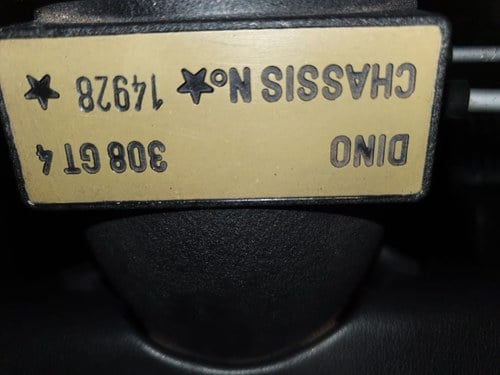 DINO 308 GT 4
CHASSIS No ★ 14928 ★